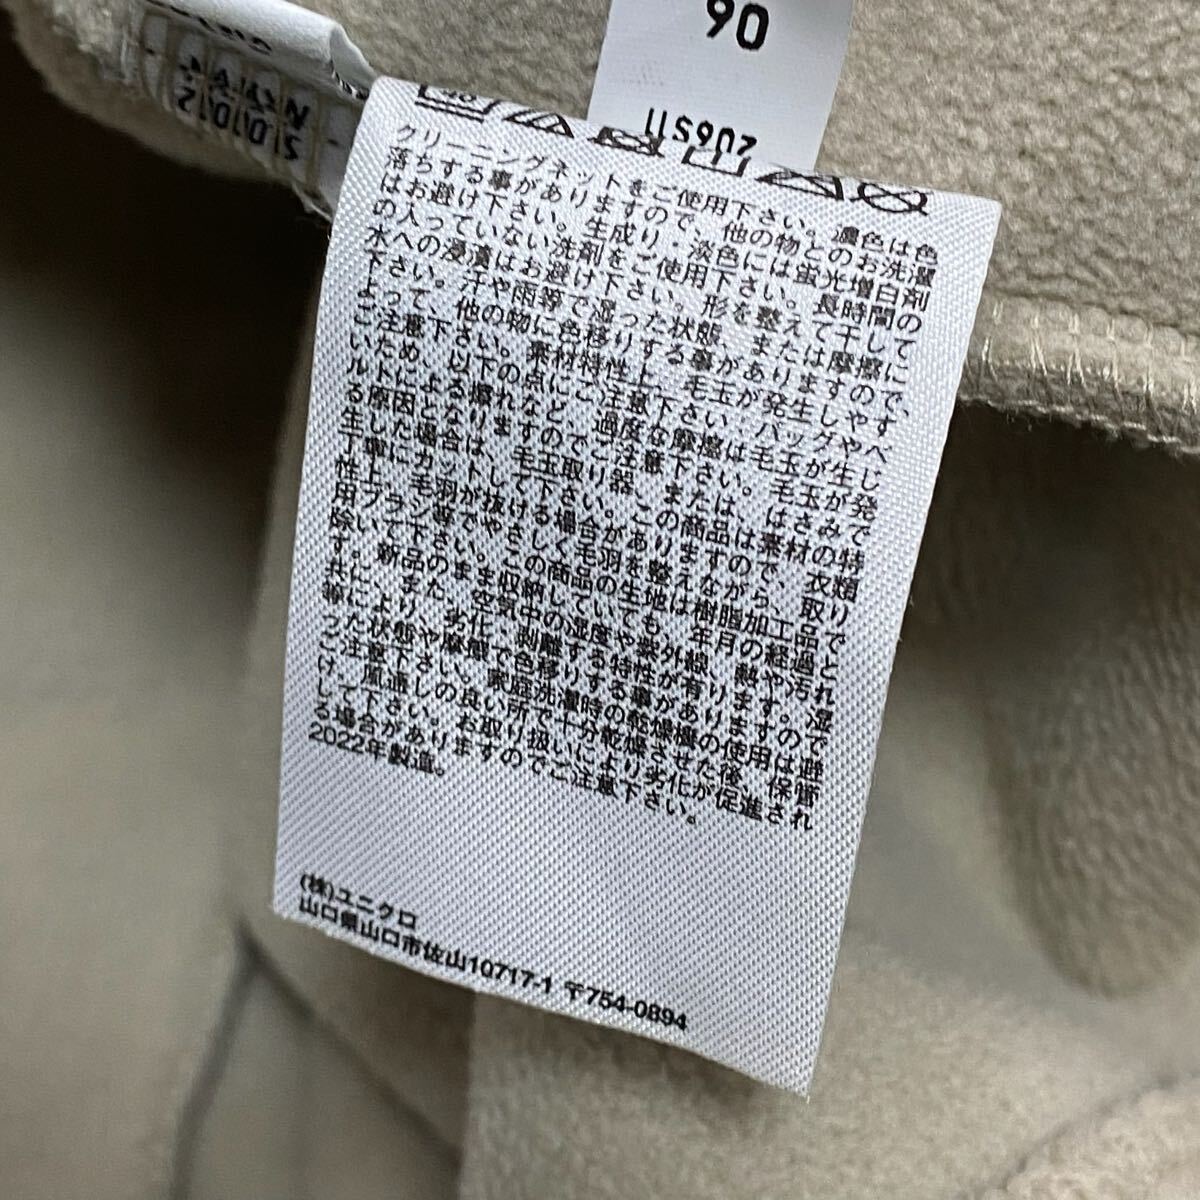 90
206S11
40
クリーニングネットをご使用下さい。濃色は色
落ちする事がありますので、他の物とのお洗濯
はお避け下さい。生成り・淡色には蛍光増白剤
の入っていない洗剤をご使用下さい。長時間の
水への浸漬はお避け下さい。形を整えて干して
下さい。汗や雨等で湿った状態、または摩擦に
よって、他の物に色移りする事がありますので、
ご注意下さい。素材特性上、毛玉が発生しやす
いため、以下の点にご注意下さい。バッグやべ
ルトによる擦れなど、過度な摩擦は毛玉が生じ
る原因となりますのでご注意下さい。毛玉が発
生した場合は、毛玉取り器、または、はさみで
丁寧にカットして下さい。この商品は素材の特
性上、毛羽が抜ける場合がありますので、衣類
用ブラシ等でやさしく毛羽を整えながら、取り
除いて下さい。この商品の生地は樹脂加工品で
す。新品のまま収納していても、年月の経過と
共に、また、空気中の湿度や紫外線、熱や汚れ
等により、劣化・剥離する特性が有ります。湿
った状態や摩擦で色移りする事がありますので
ご注意下さい。家庭洗濯時の乾燥機の使用は避
け、風通しの良い所で十分乾燥させた後、保管
して下さい。お取り扱いにより劣化が促進され
る場合がありますのでご注意下さい。
2022年製造。
(株)ユニクロ
山口県山口市佐山10717-1 〒754-0894